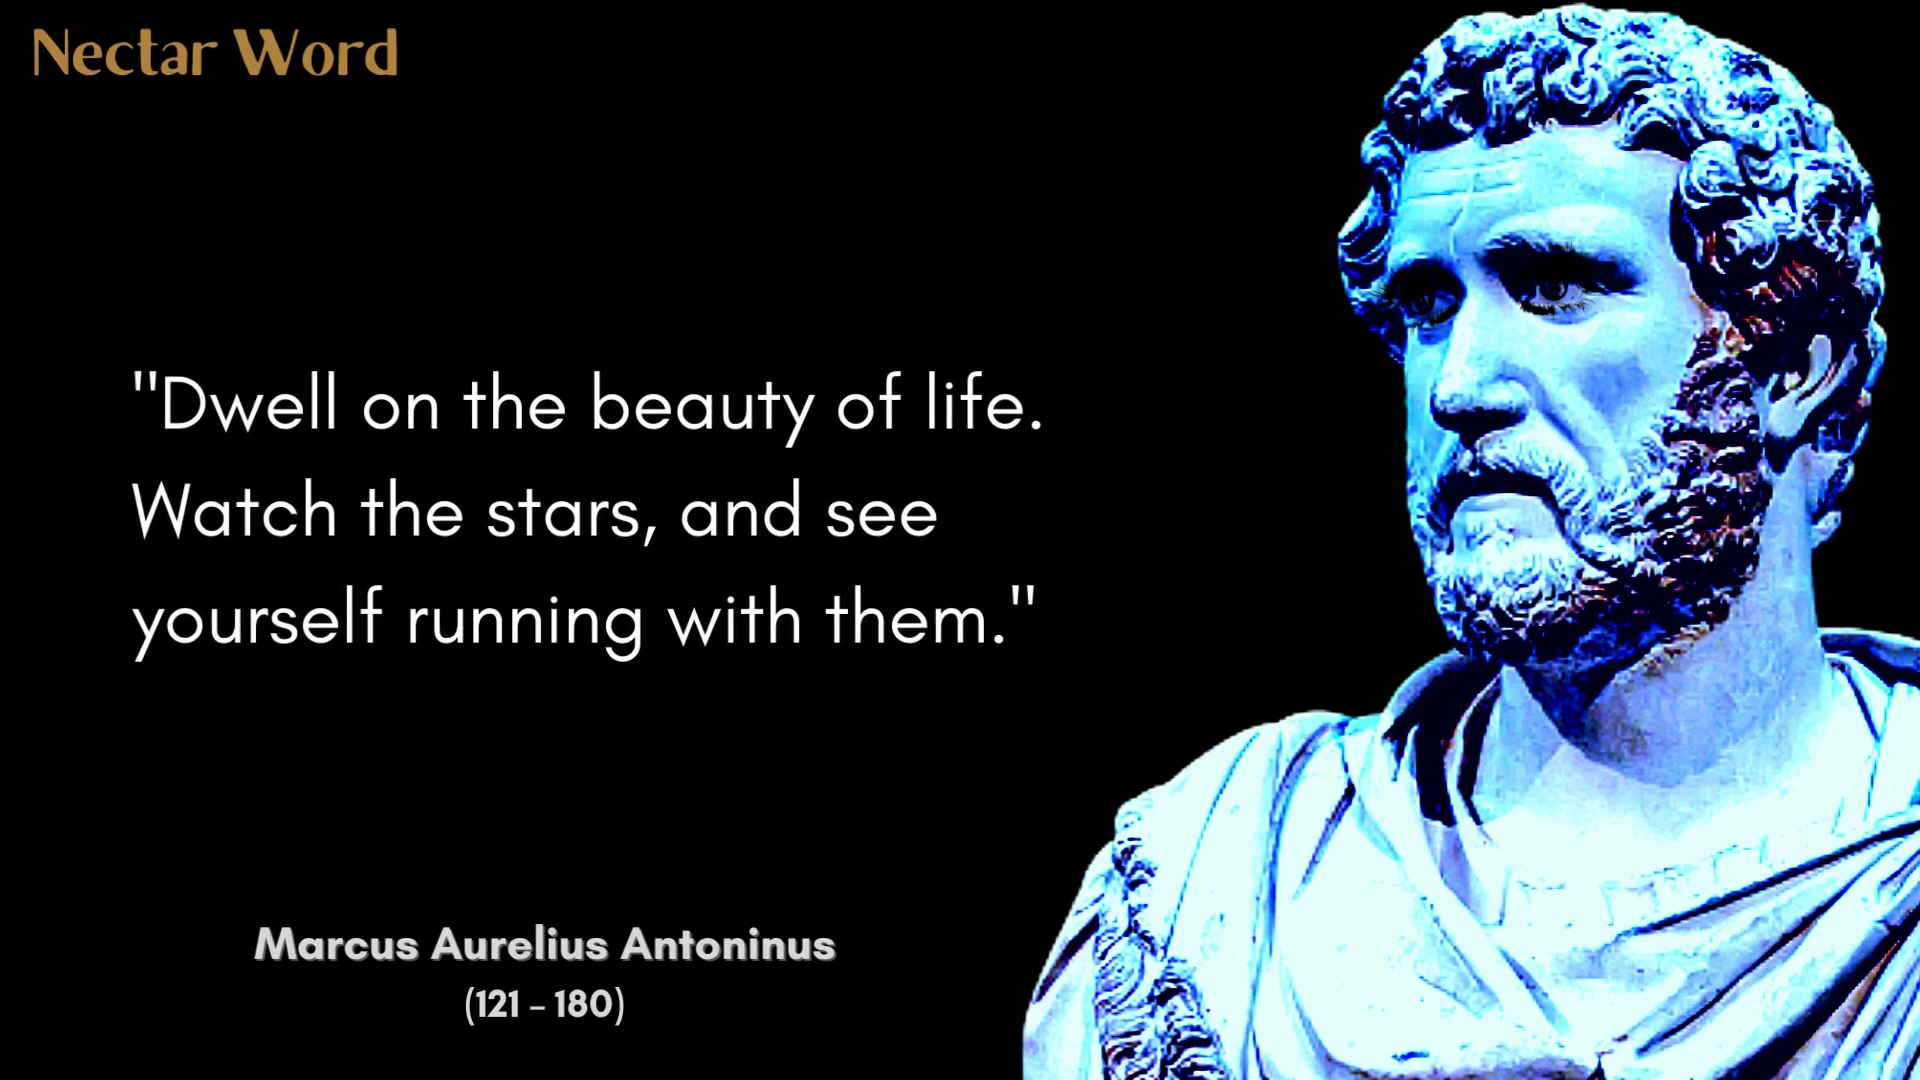 Nectar Word
"Dwell on the beauty of life.
Watch the stars, and see
yourself running with them."
Marcus Aurelius Antoninus
(121 – 180)